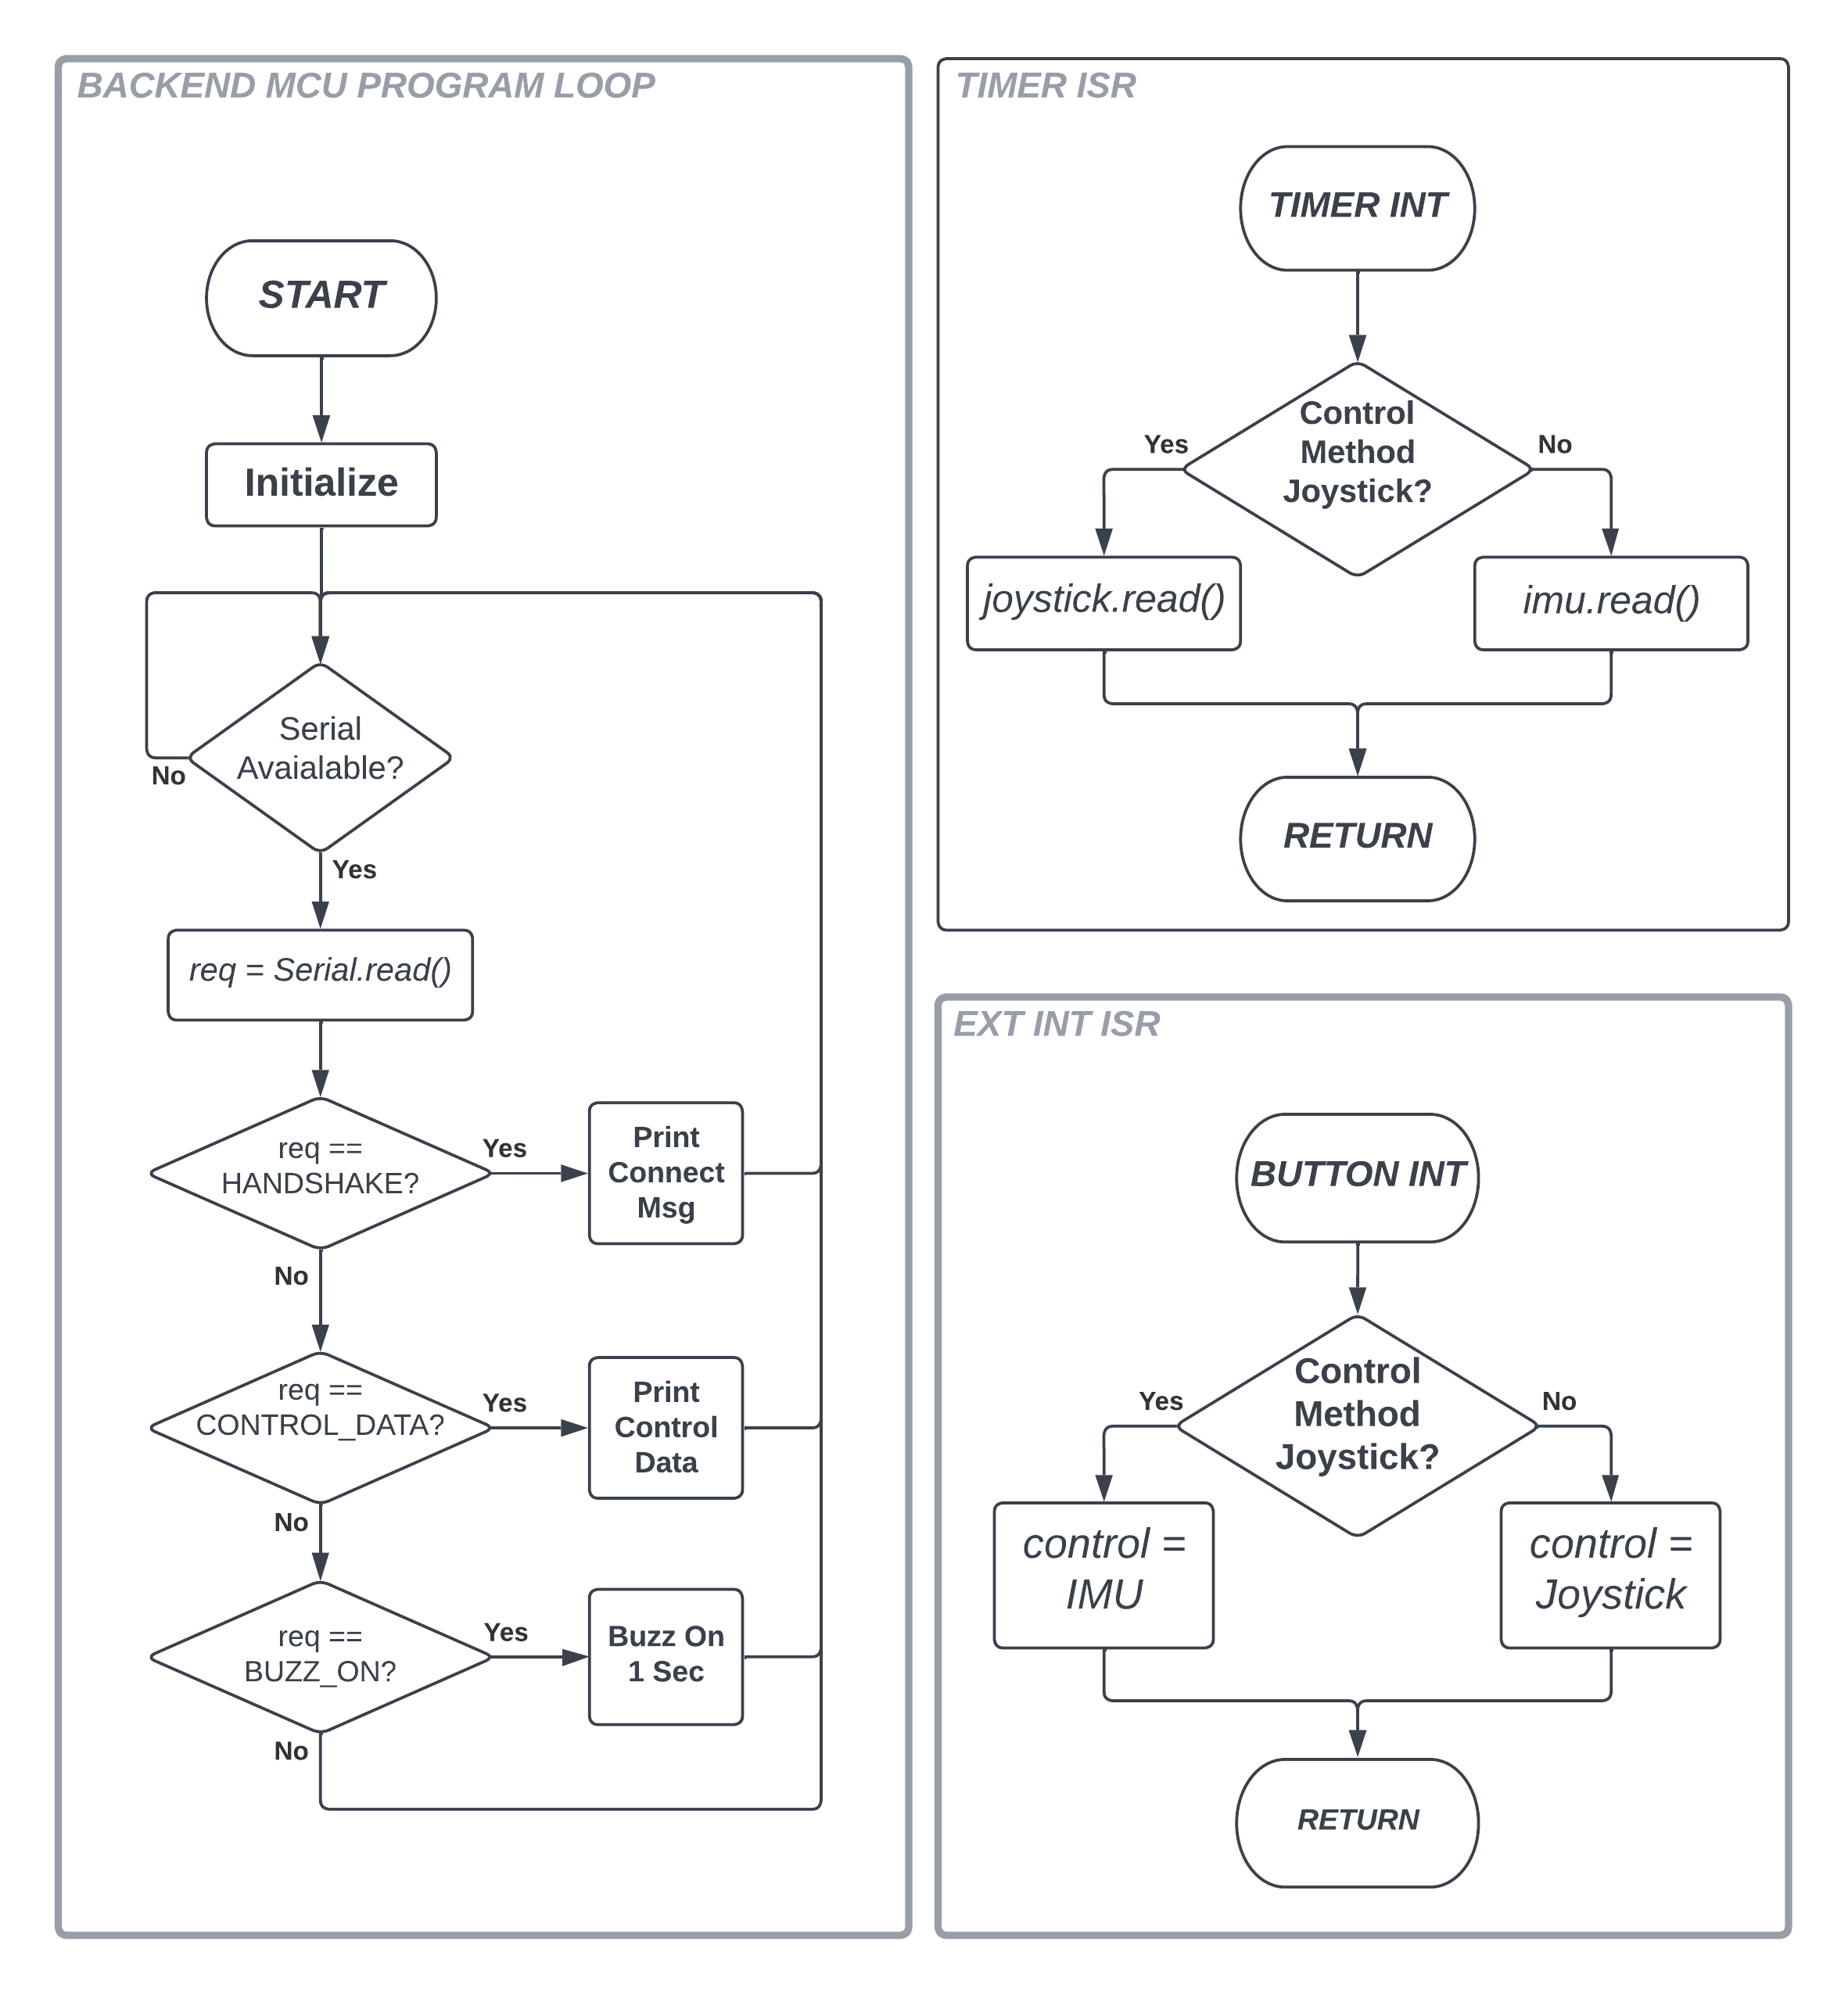 BACKEND MCU PROGRAM LOOP
START
Initialize
Serial
Avaialable?
No
Yes
req = Serial.read()
req ==
HANDSHAKE?
Yes
Print
Connect
Msg
No
req ==
CONTROL_DATA?
Yes
Print
Control
Data
No
req ==
BUZZ_ON?
Yes
Buzz On
1 Sec
No
TIMER ISR
TIMER INT
Control
Method
Joystick?
Yes
No
joystick.read()
imu.read()
RETURN
EXT INT ISR
BUTTON INT
Control
Method
Joystick?
Yes
No
control =
IMU
control =
Joystick
RETURN